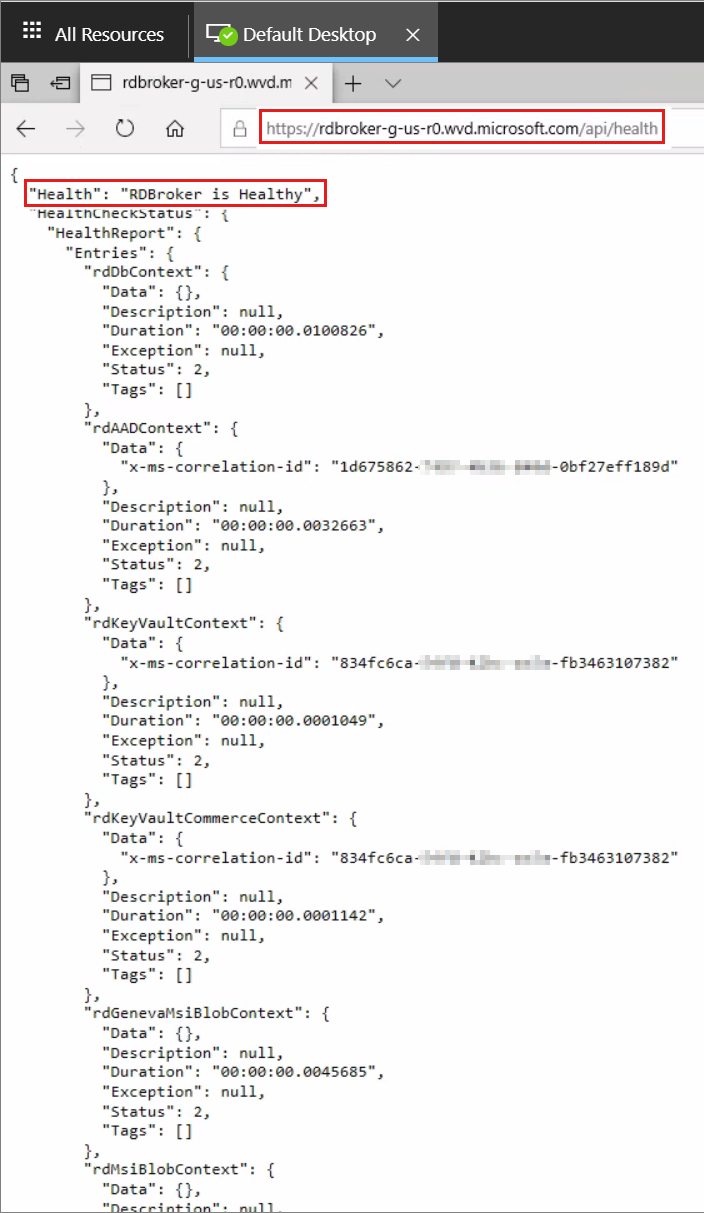 All Resources
Default Desktop
rdbroker-g-us-r0.wvd.m
https://rdbroker-g-us-r0.wvd.microsoft.com/api/health
{
"Health": "RDBroker is Healthy",
"HealthCheckStatus": {
"HealthReport": {
"Entries": {
"rdDbContext": {
"Data": {},
"Description": null,
"Duration": "00:00:00.0100826",
"Exception": null,
"Status": 2,
"Tags": []
},
"rdAADContext": {
"Data": {
"x-ms-correlation-id": "1d675862- -0bf27eff189d"
},
"Description": null,
"Duration": "00:00:00.0032663",
"Exception": null,
"Status": 2,
"Tags": []
},
"rdKeyVaultContext": {
"Data": {
"x-ms-correlation-id": "834fc6ca- -fb3463107382"
},
"Description": null,
"Duration": "00:00:00.0001049",
"Exception": null,
"Status": 2,
"Tags": []
},
"rdKeyVaultCommerceContext": {
"Data": {
"x-ms-correlation-id": "834fc6ca- -fb3463107382"
},
"Description": null,
"Duration": "00:00:00.0001142",
"Exception": null,
"Status": 2,
"Tags": []
},
"rdGenevaMsiBlobContext": {
"Data": {},
"Description": null,
"Duration": "00:00:00.0045685",
"Exception": null,
"Status": 2,
"Tags": []
},
"rdMsiBlobContext": {
"Data": {},
"Description": null,